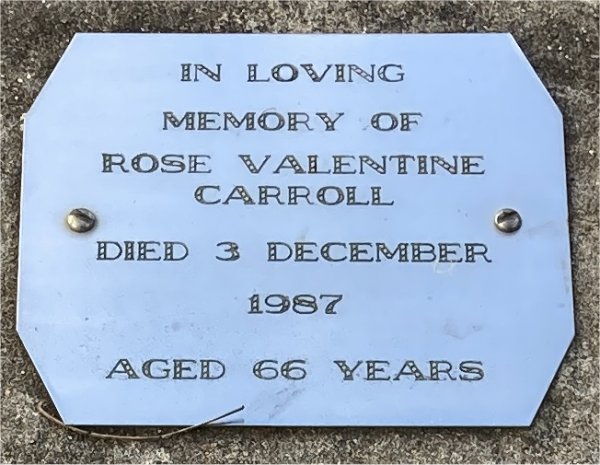 IN LOVING
MEMORY OF
ROSE VALENTINE
CARROLL
DIED 3 DECEMBER
1987
AGED 66 YEARS